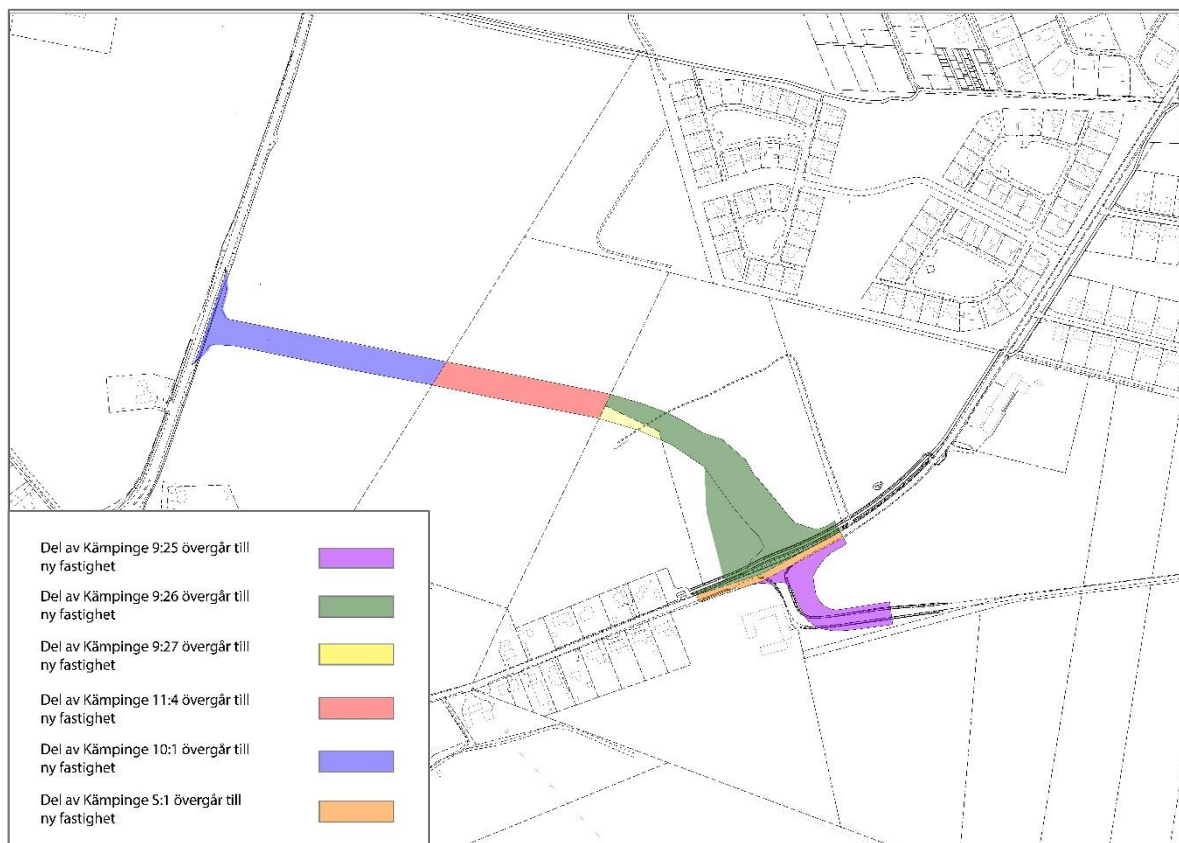 Del av Kämpinge 9:25 övergår till
ny fastighet
Del av Kämpinge 9:26 övergår till
ny fastighet
Del av Kämpinge 9:27 övergår till
ny fastighet
Del av Kämpinge 11:4 övergår till
ny fastighet
Del av Kämpinge 10:1 övergår till
ny fastighet
Del av Kämpinge S:1 övergår till
ny fastighet